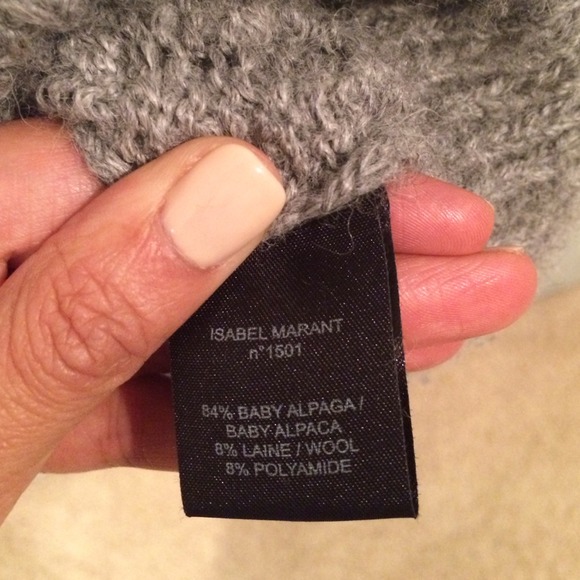 ISABEL MARANT
n°1501
84% BABY ALPAGA /
BABY ALPACA
8% LAINE / WOOL
8% POLYAMIDE